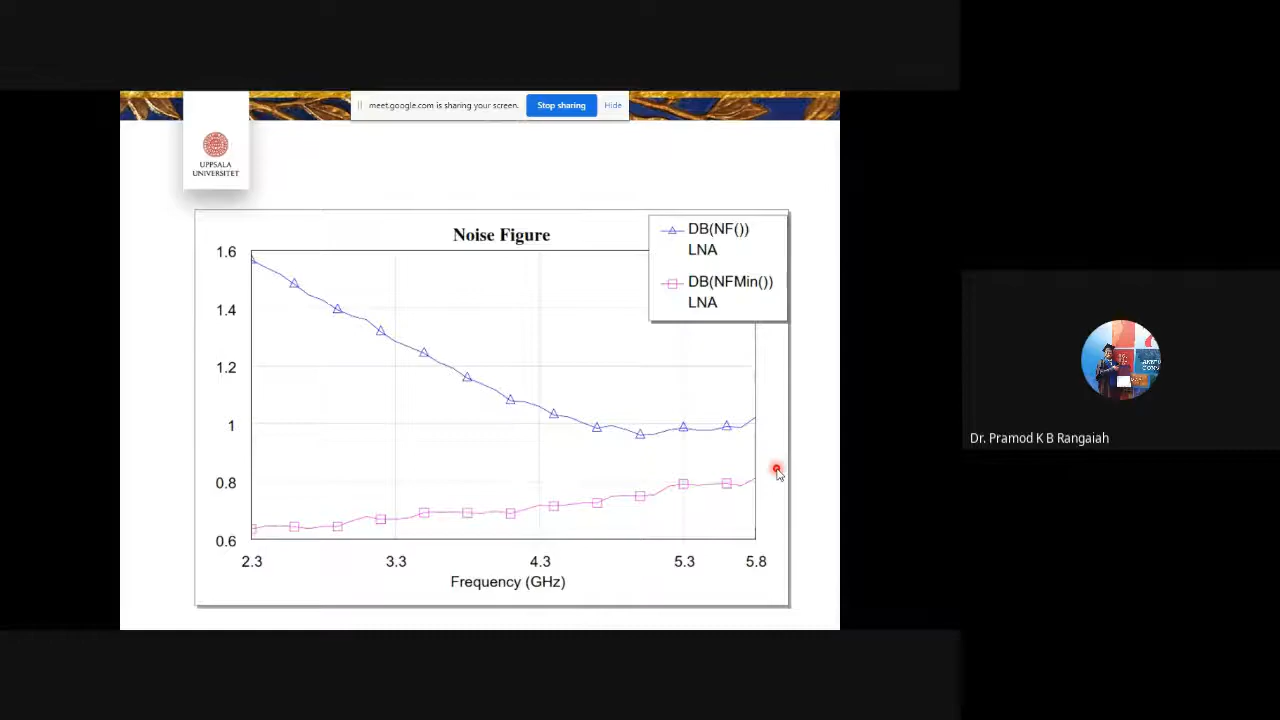 meet.google.com is sharing your screen.
Stop sharing
Hide
UPPSALA
UNIVERSITET
Noise Figure
DB(NF())
LNA
DB(NFMin())
LNA
1.6
1.4
1.2
1
0.8
0.6
2.3
3.3
4.3
5.3
5.8
Frequency (GHz)
Dr. Pramod K B Rangaiah